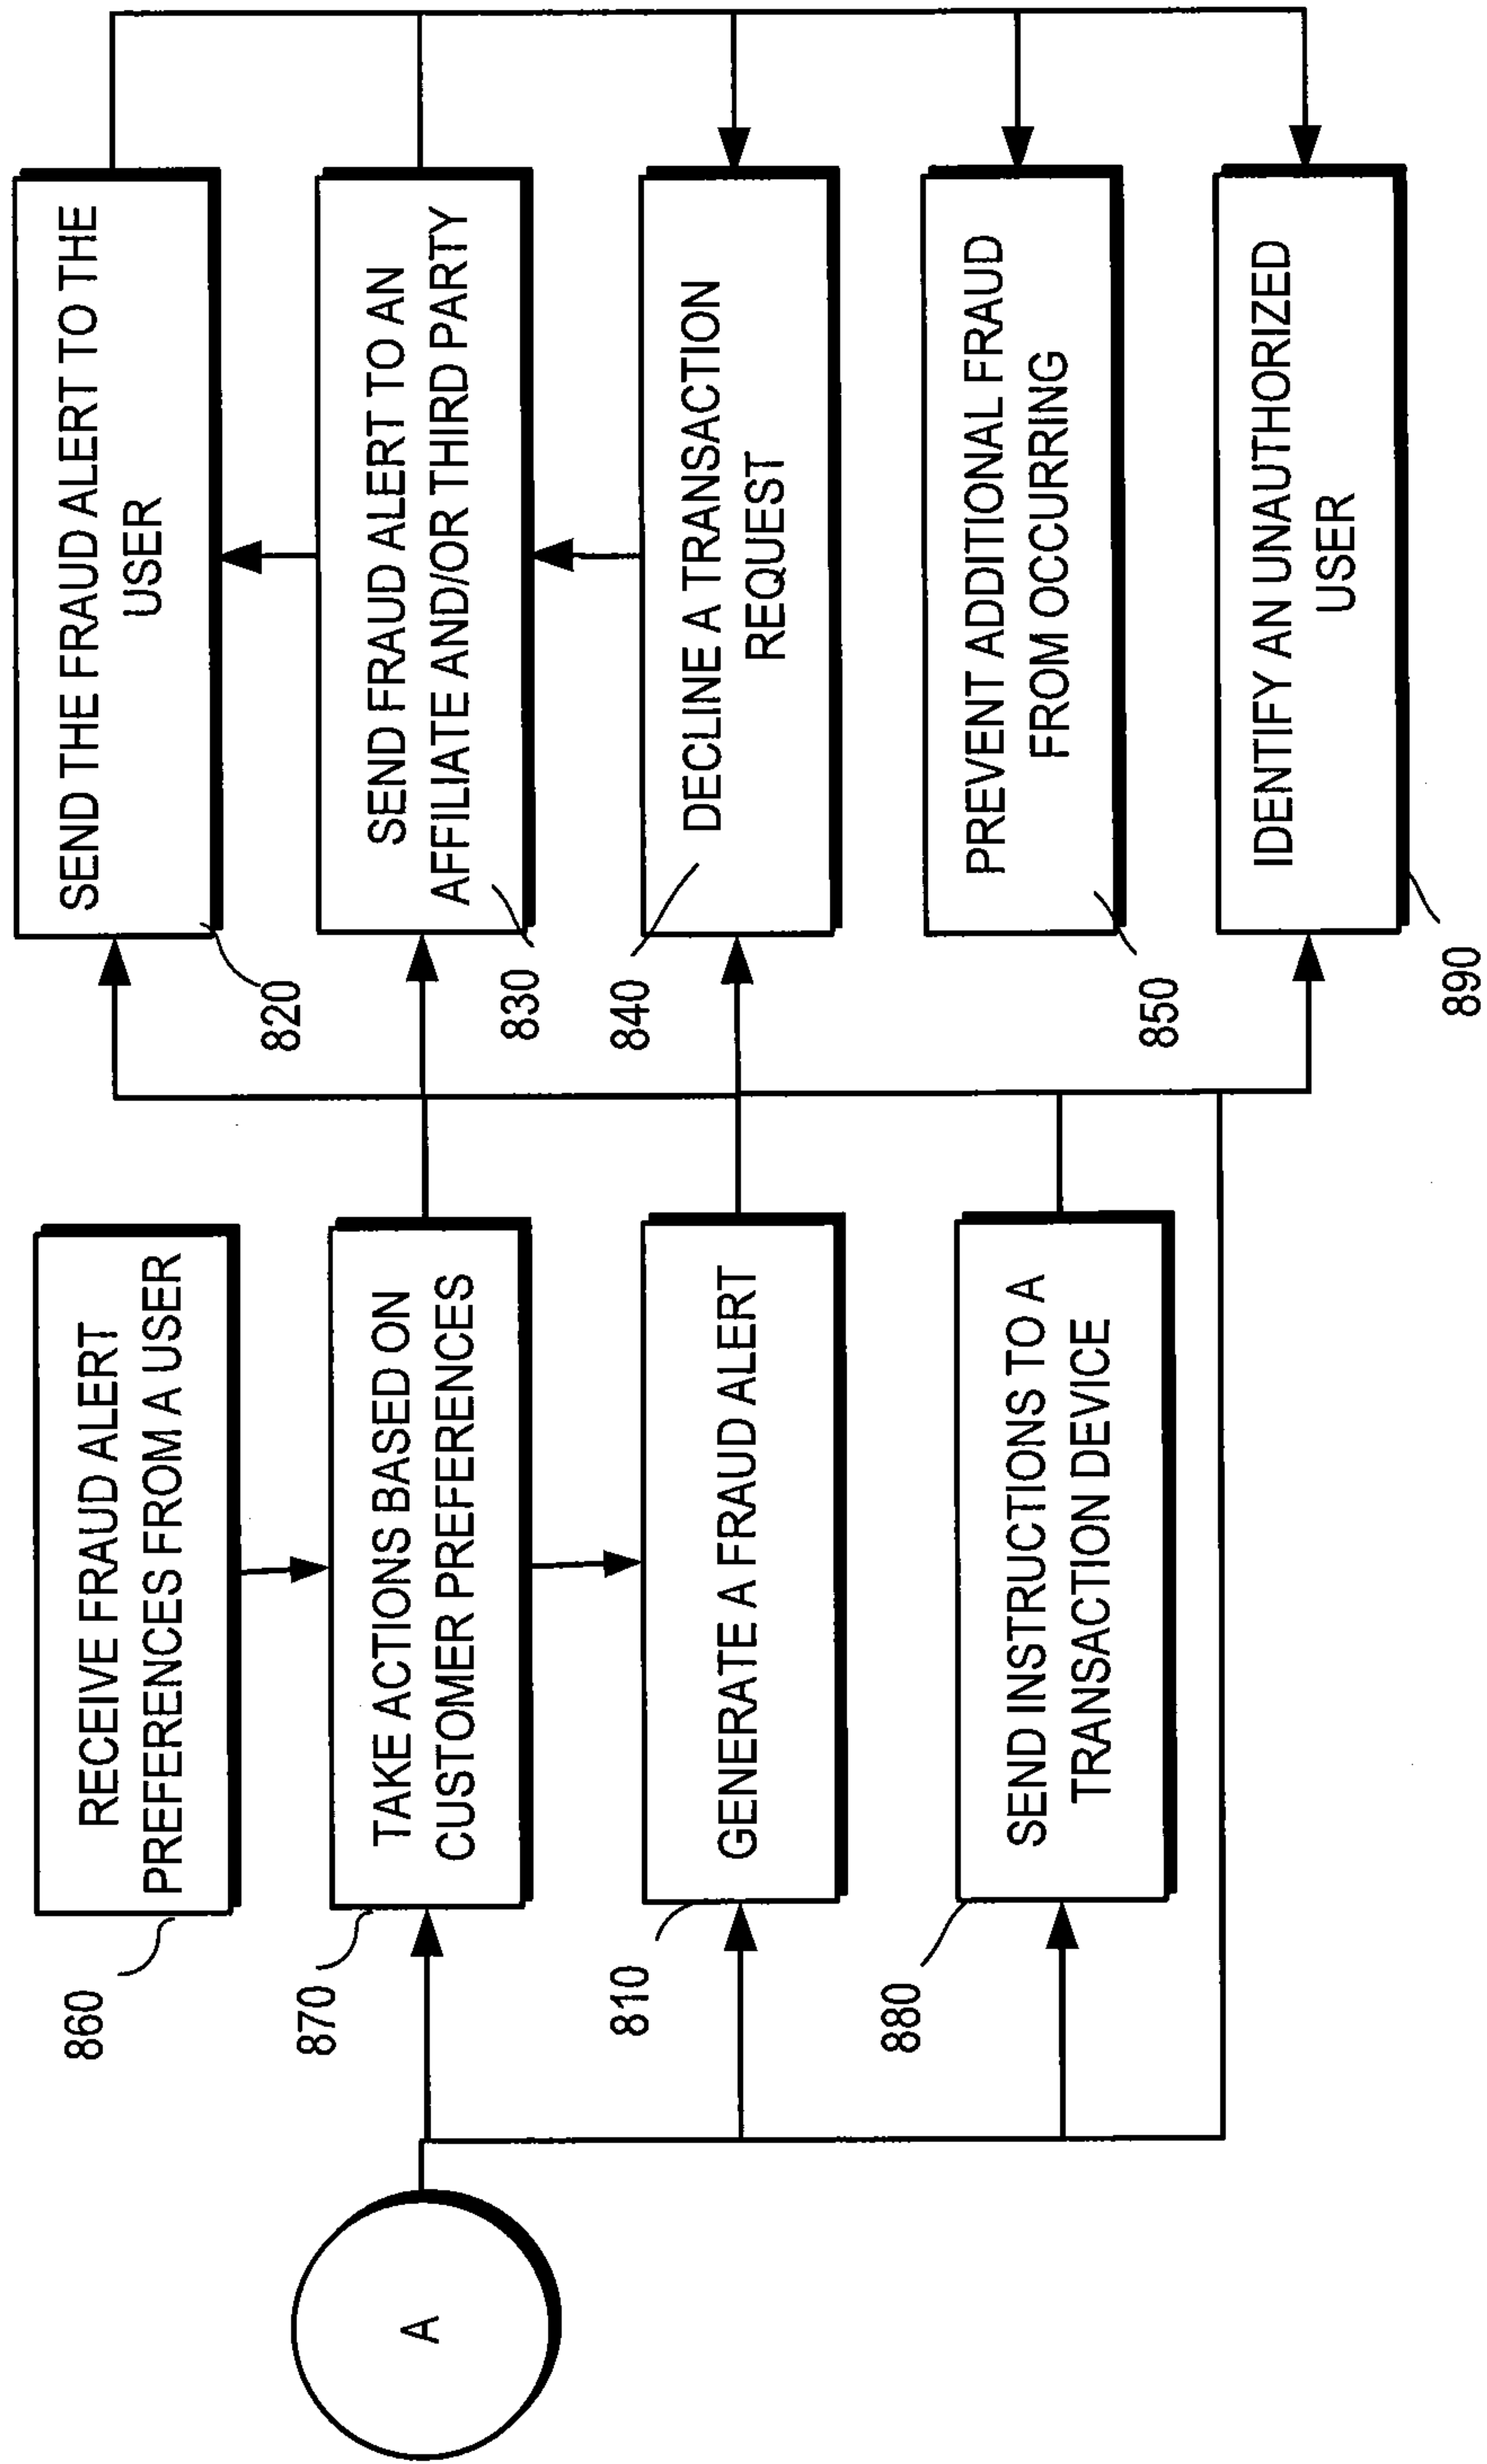 A
860
RECEIVE FRAUD ALERT
PREFERENCES FROM A USER
870
TAKE ACTIONS BASED ON
CUSTOMER PREFERENCES
810
GENERATE A FRAUD ALERT
880
SEND INSTRUCTIONS TO A
TRANSACTION DEVICE
820
SEND THE FRAUD ALERT TO THE
USER
830
SEND FRAUD ALERT TO AN
AFFILIATE AND/OR THIRD PARTY
840
DECLINE A TRANSACTION
REQUEST
850
PREVENT ADDITIONAL FRAUD
FROM OCCURRING
890
IDENTIFY AN UNAUTHORIZED
USER